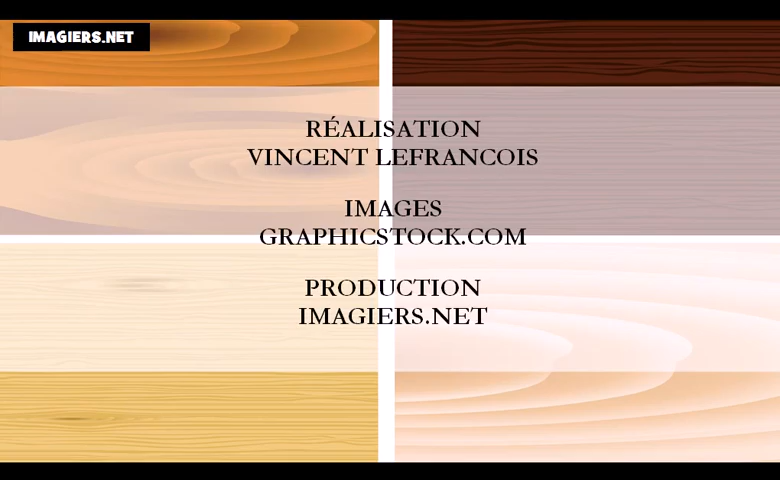 IMAGIERS.NET
RÉALISATION
VINCENT LEFRANCOIS
IMAGES
GRAPHICSTOCK.COM
PRODUCTION
IMAGIERS.NET